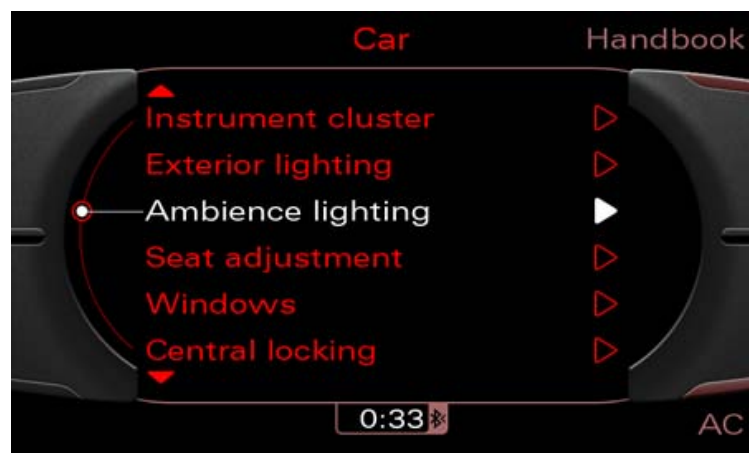 Car
Handbook
Instrument cluster
Exterior lighting
Ambience lighting
Seat adjustment
Windows
Central locking
0:33
AC